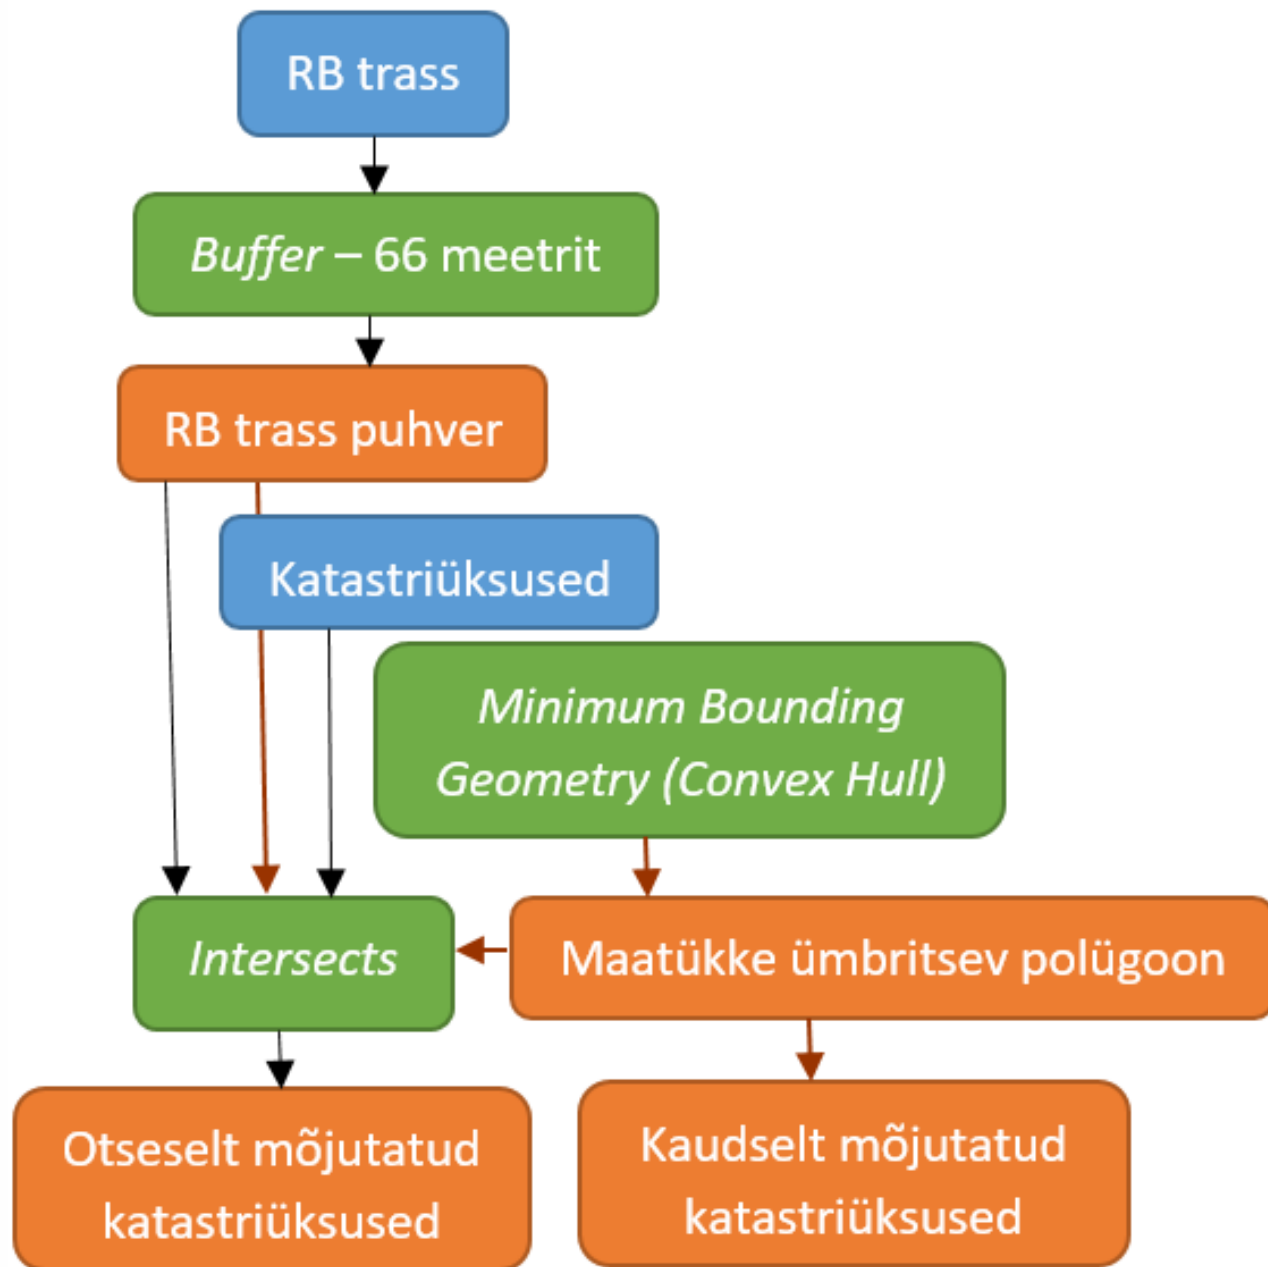 RB trass
Buffer – 66 meetrit
RB trass puhver
Katastriüksused
Minimum Bounding
Geometry (Convex Hull)
Intersects
Maatükke ümbritsev polügoon
Otseselt mõjutatud
katastriüksused
Kaudselt mõjutatud
katastriüksused